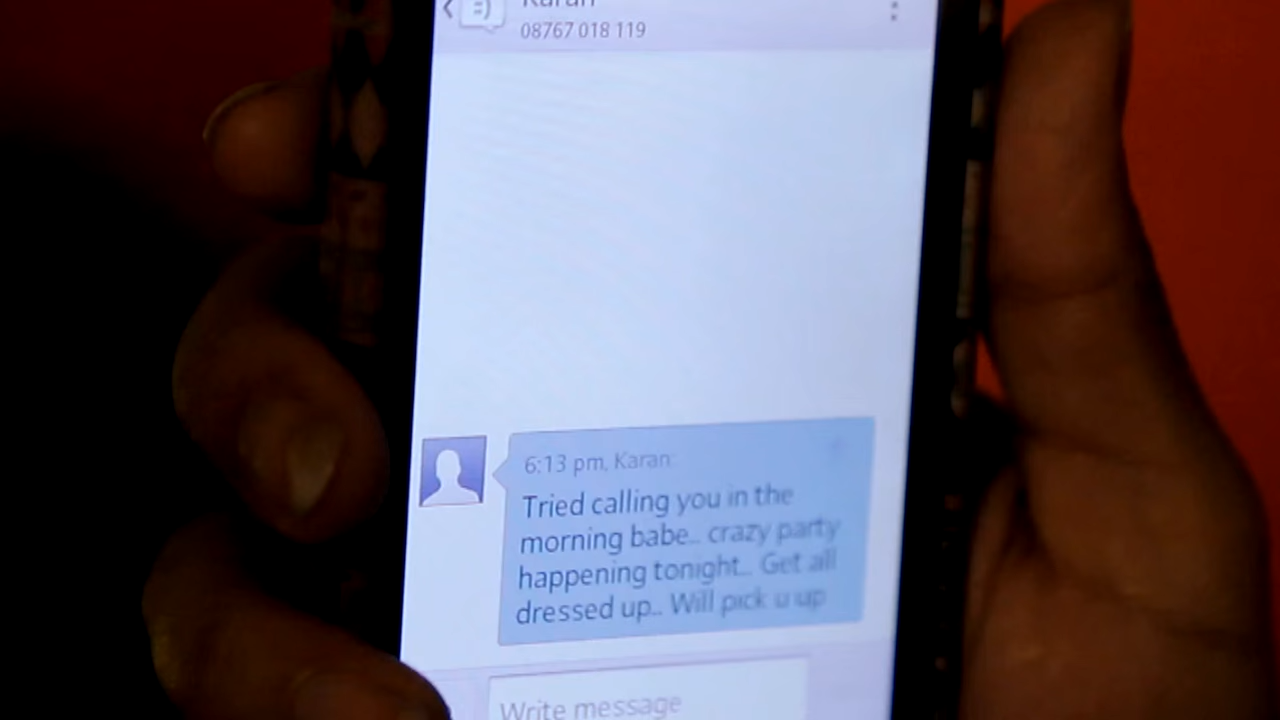 Karan
08767 018 119
6:13 pm, Karan:
Tried calling you in the
morning babe.. crazy party
happening tonight.. Get all
dressed up.. Will pick u up
Write message